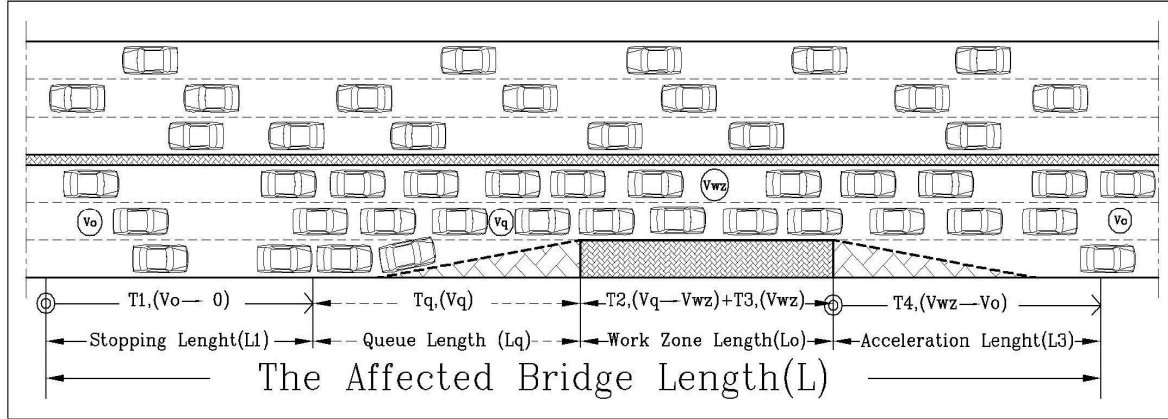 Vwz
Vo Vq Vo
T1,(Vo→ 0) Tq,(Vq) T2,(Vq→Vwz)+T3,(Vwz) T4,(Vwz→Vo)
Stopping Lenght(L1) Queue Length (Lq) Work Zone Length(Lo) Acceleration Lenght(L3)
The Affected Bridge Length(L)